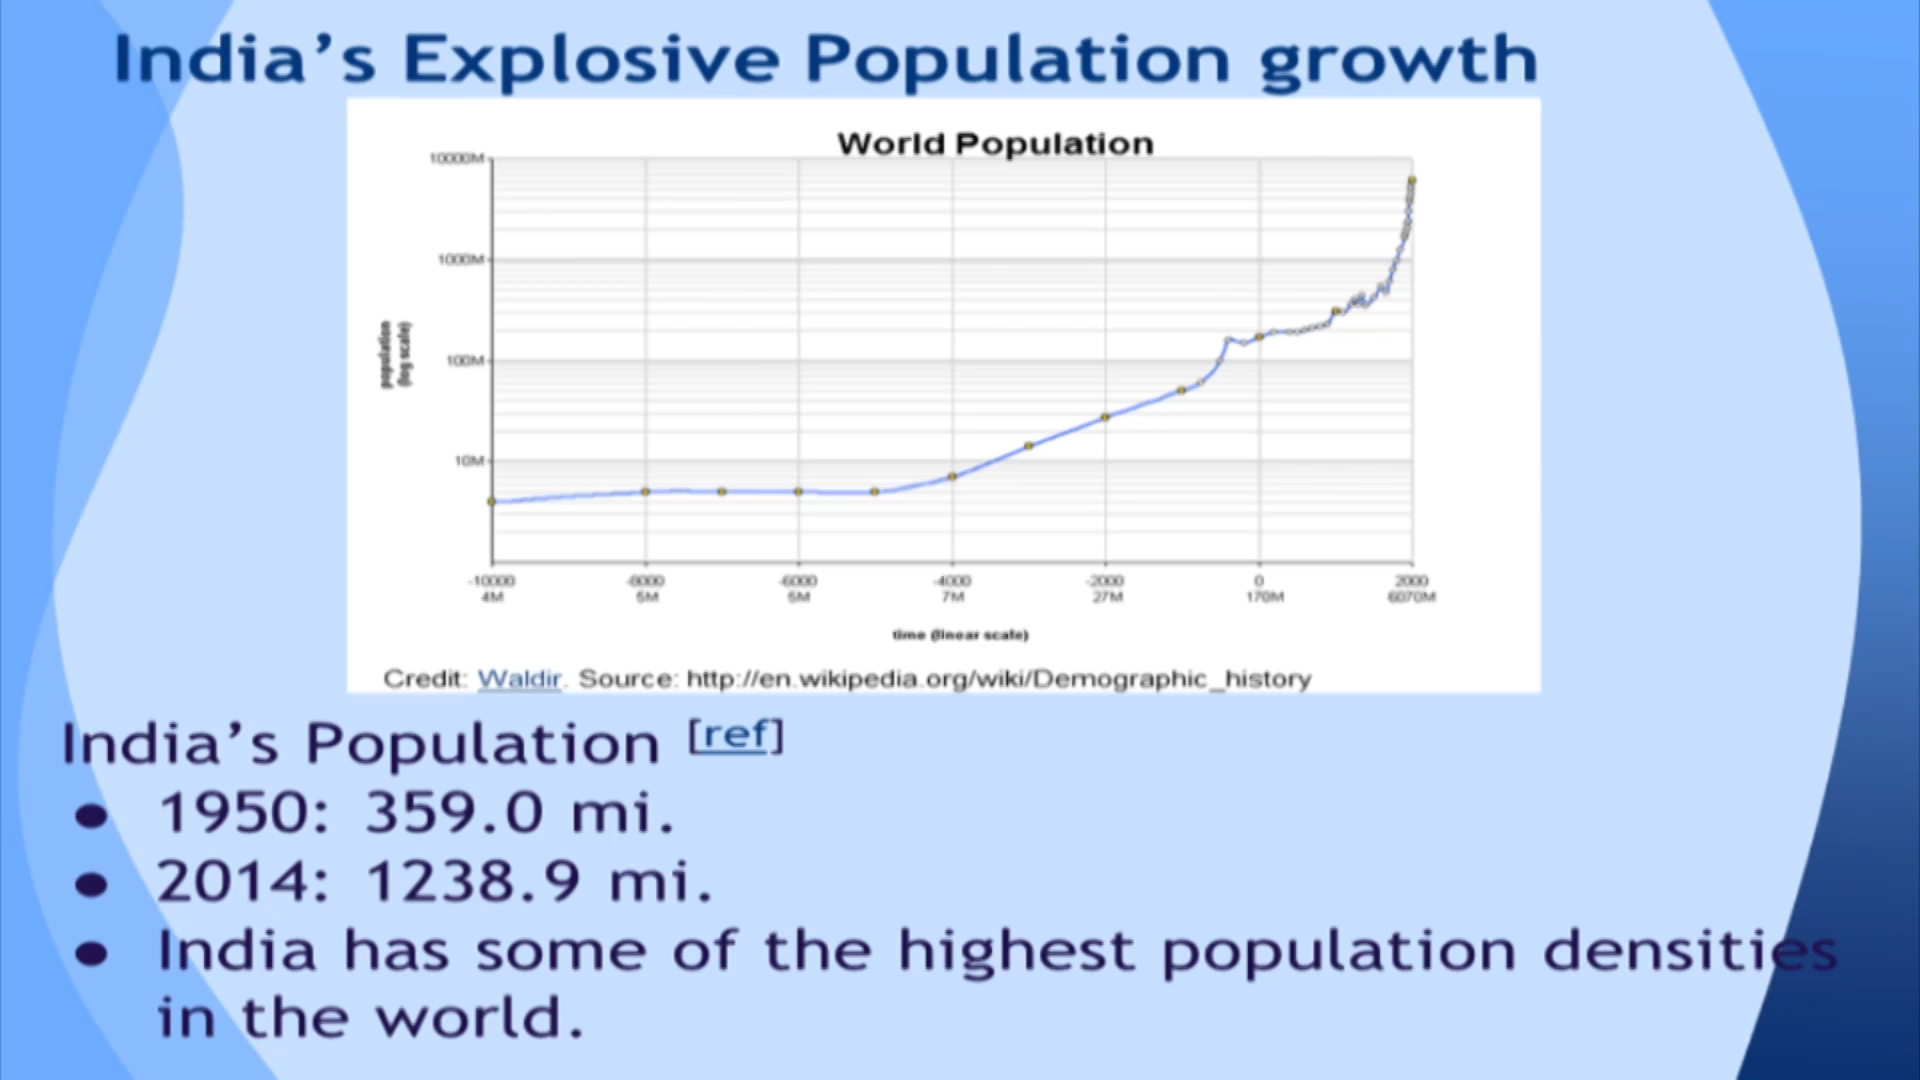 India’s Explosive Population growth
World Population
10000M
1000M
100M
10M
population
(log scale)
-10000 -8000 -6000 -4000 -2000 0 2000
4M 5M 5M 7M 27M 170M 6070M
time (linear scale)
Credit: Waldir. Source: http://en.wikipedia.org/wiki/Demographic_history
India’s Population [ref]
● 1950: 359.0 mi.
● 2014: 1238.9 mi.
● India has some of the highest population densities
in the world.